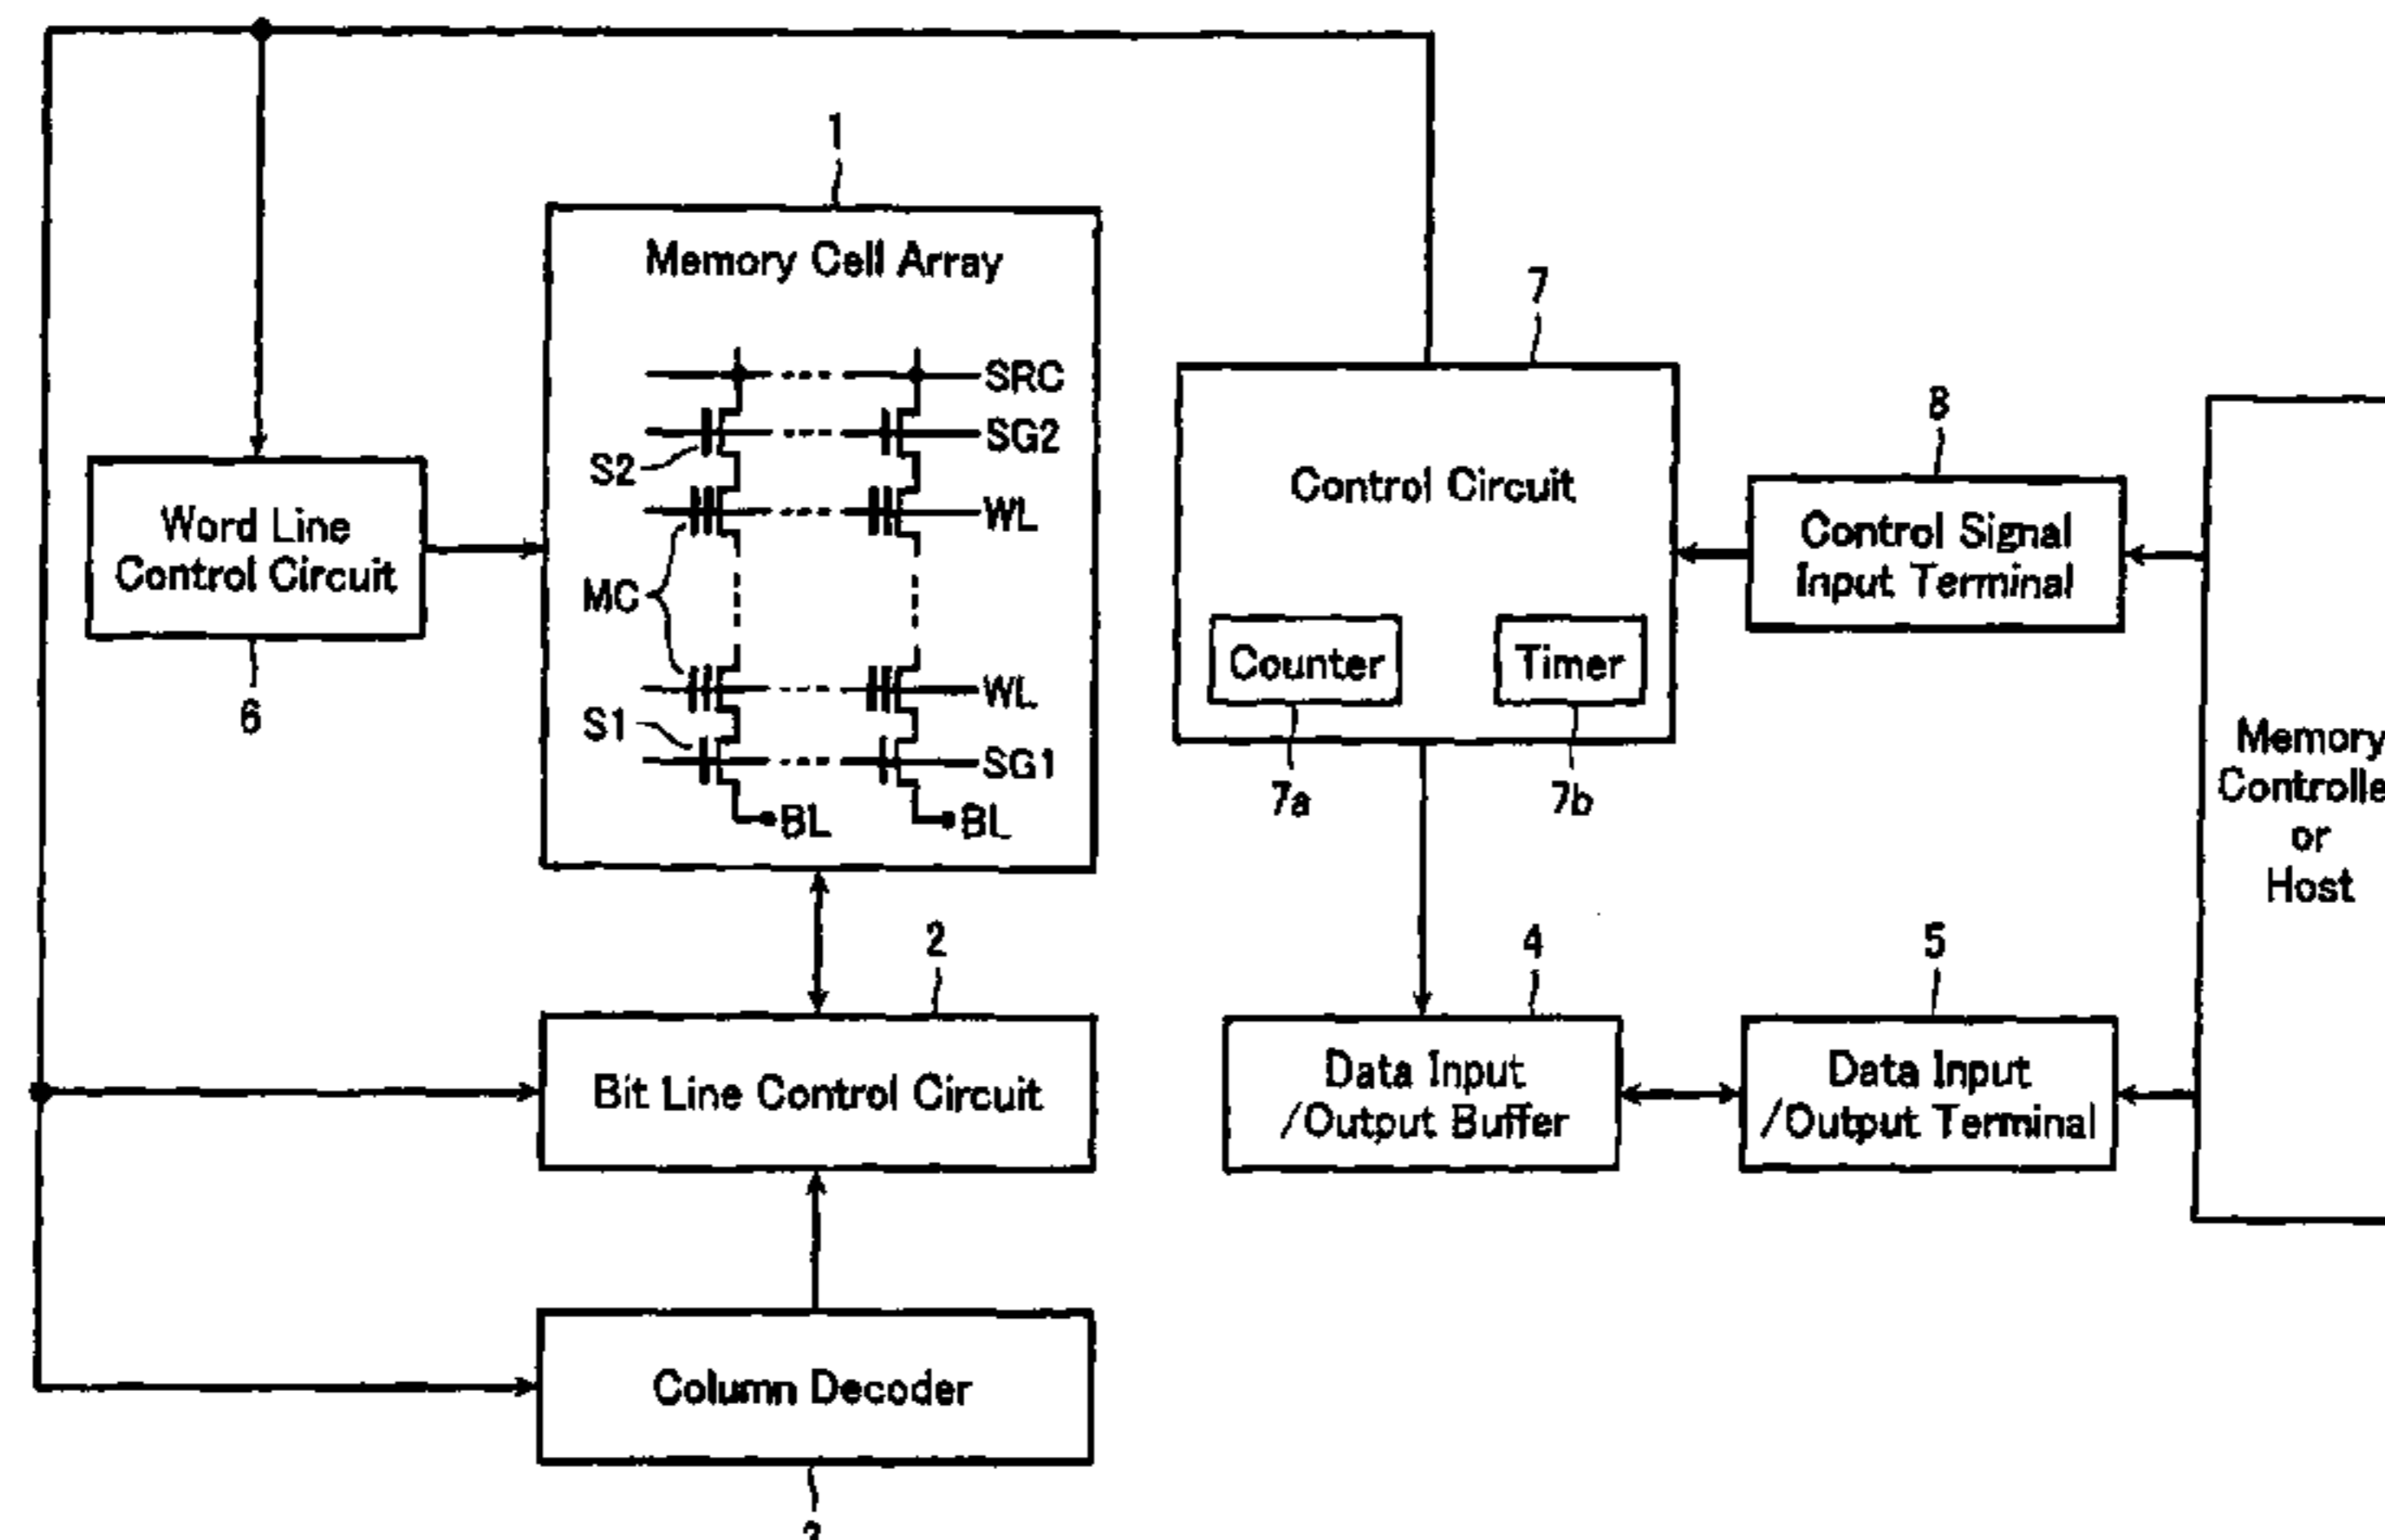 1
Memory Cell Array
SRC
SG2
S2
WL
MC
WL
S1
SG1
BL
BL
Word Line
Control Circuit
6
7
Control Circuit
Counter
Timer
7a
7b
8
Control Signal
Input Terminal
Memory
Controlle
or
Host
2
Bit Line Control Circuit
4
Data Input
/Output Buffer
5
Data Input
/Output Terminal
Column Decoder
3